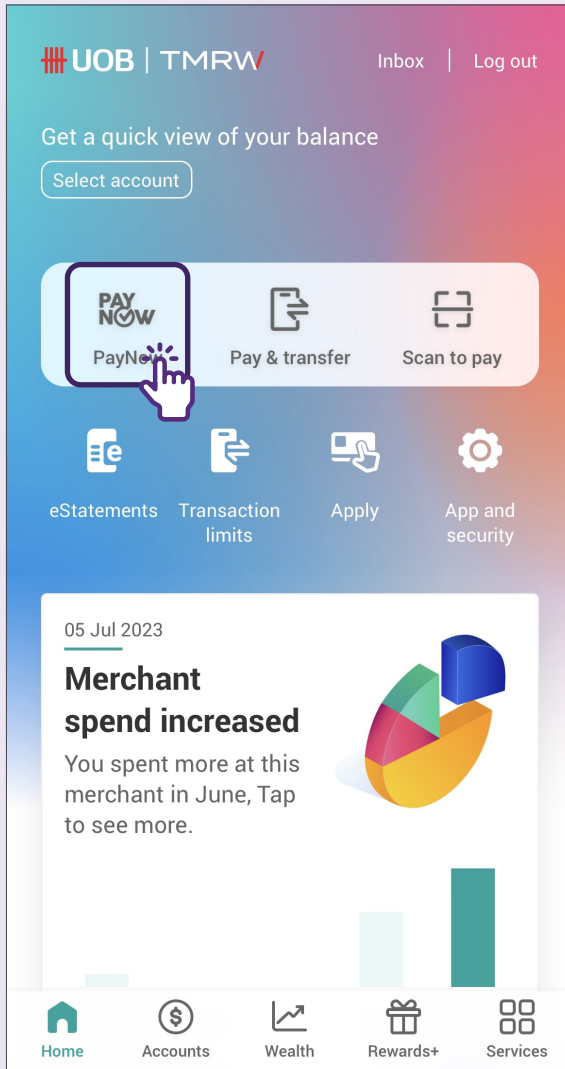 UOB | TMRW
Inbox | Log out
Get a quick view of your balance
Select account
PAY NOW
PayNow
Pay & transfer
Scan to pay
eStatements
Transaction
limits
Apply
App and
security
05 Jul 2023
Merchant
spend increased
You spent more at this
merchant in June, Tap
to see more.
Home
Accounts
Wealth
Rewards+
Services